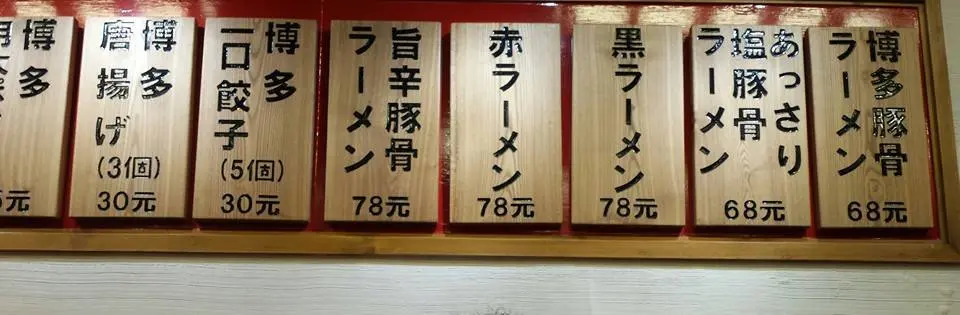 博多豚骨
ラーメン
68元
あっさり
塩豚骨
ラーメン
68元
黒ラーメン
78元
赤ラーメン
78元
旨辛豚骨
ラーメン
78元
博多
一口餃子
(5個)
30元
博多
唐揚げ
(3個)
30元
博多
元